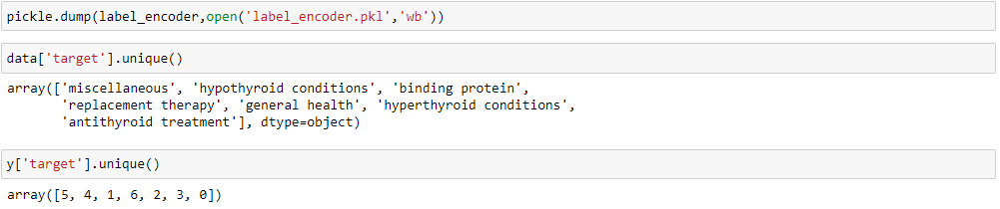 pickle.dump(label_encoder,open('label_encoder.pkl','wb'))
data['target'].unique()
array(['miscellaneous', 'hypothyroid conditions', 'binding protein',
'replacement therapy', 'general health', 'hyperthyroid conditions',
'antithyroid treatment'], dtype=object)
y['target'].unique()
array([5, 4, 1, 6, 2, 3, 0])